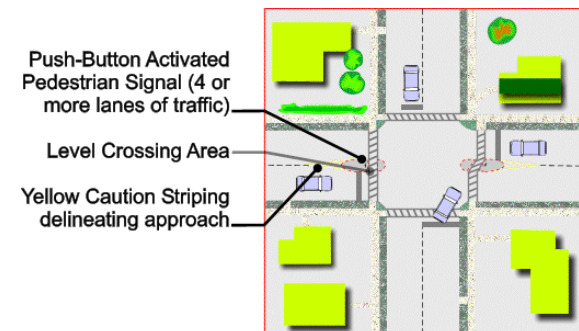 Push-Button Activated
Pedestrian Signal (4 or
more lanes of traffic)
Level Crossing Area
Yellow Caution Striping
delineating approach